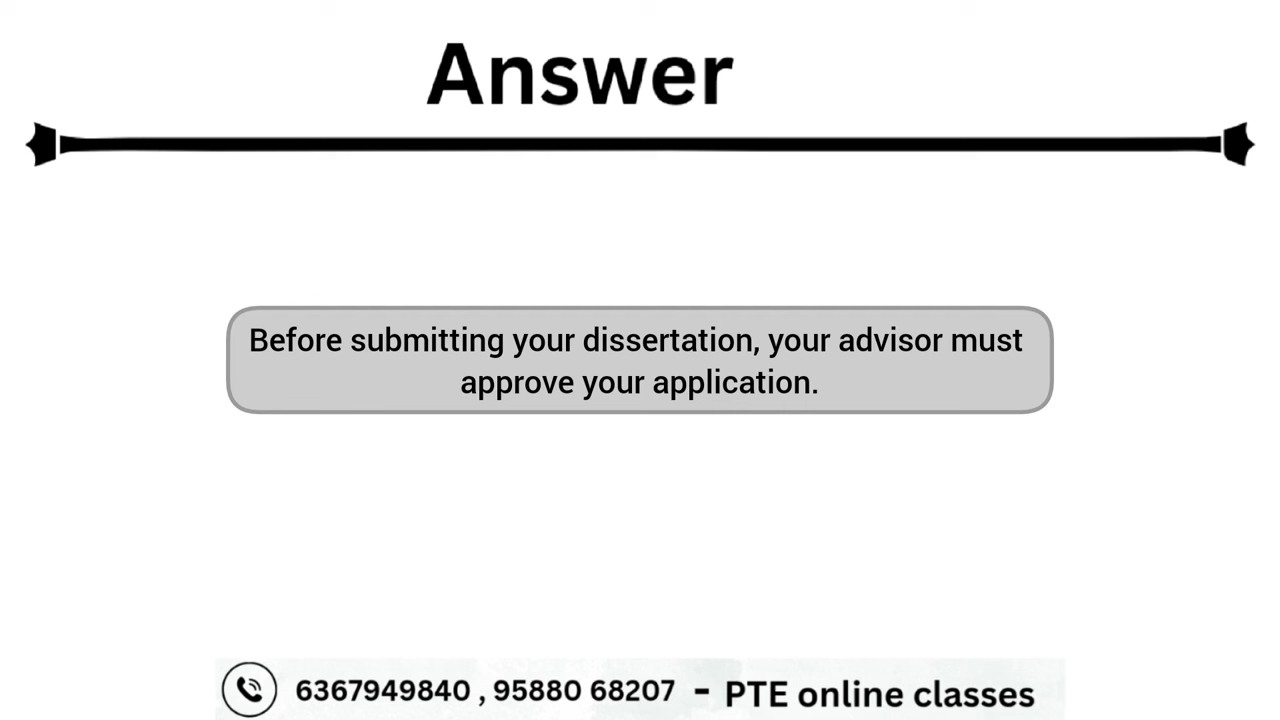 Answer
Before submitting your dissertation, your advisor must
approve your application.
6367949840 , 95880 68207 - PTE online classes